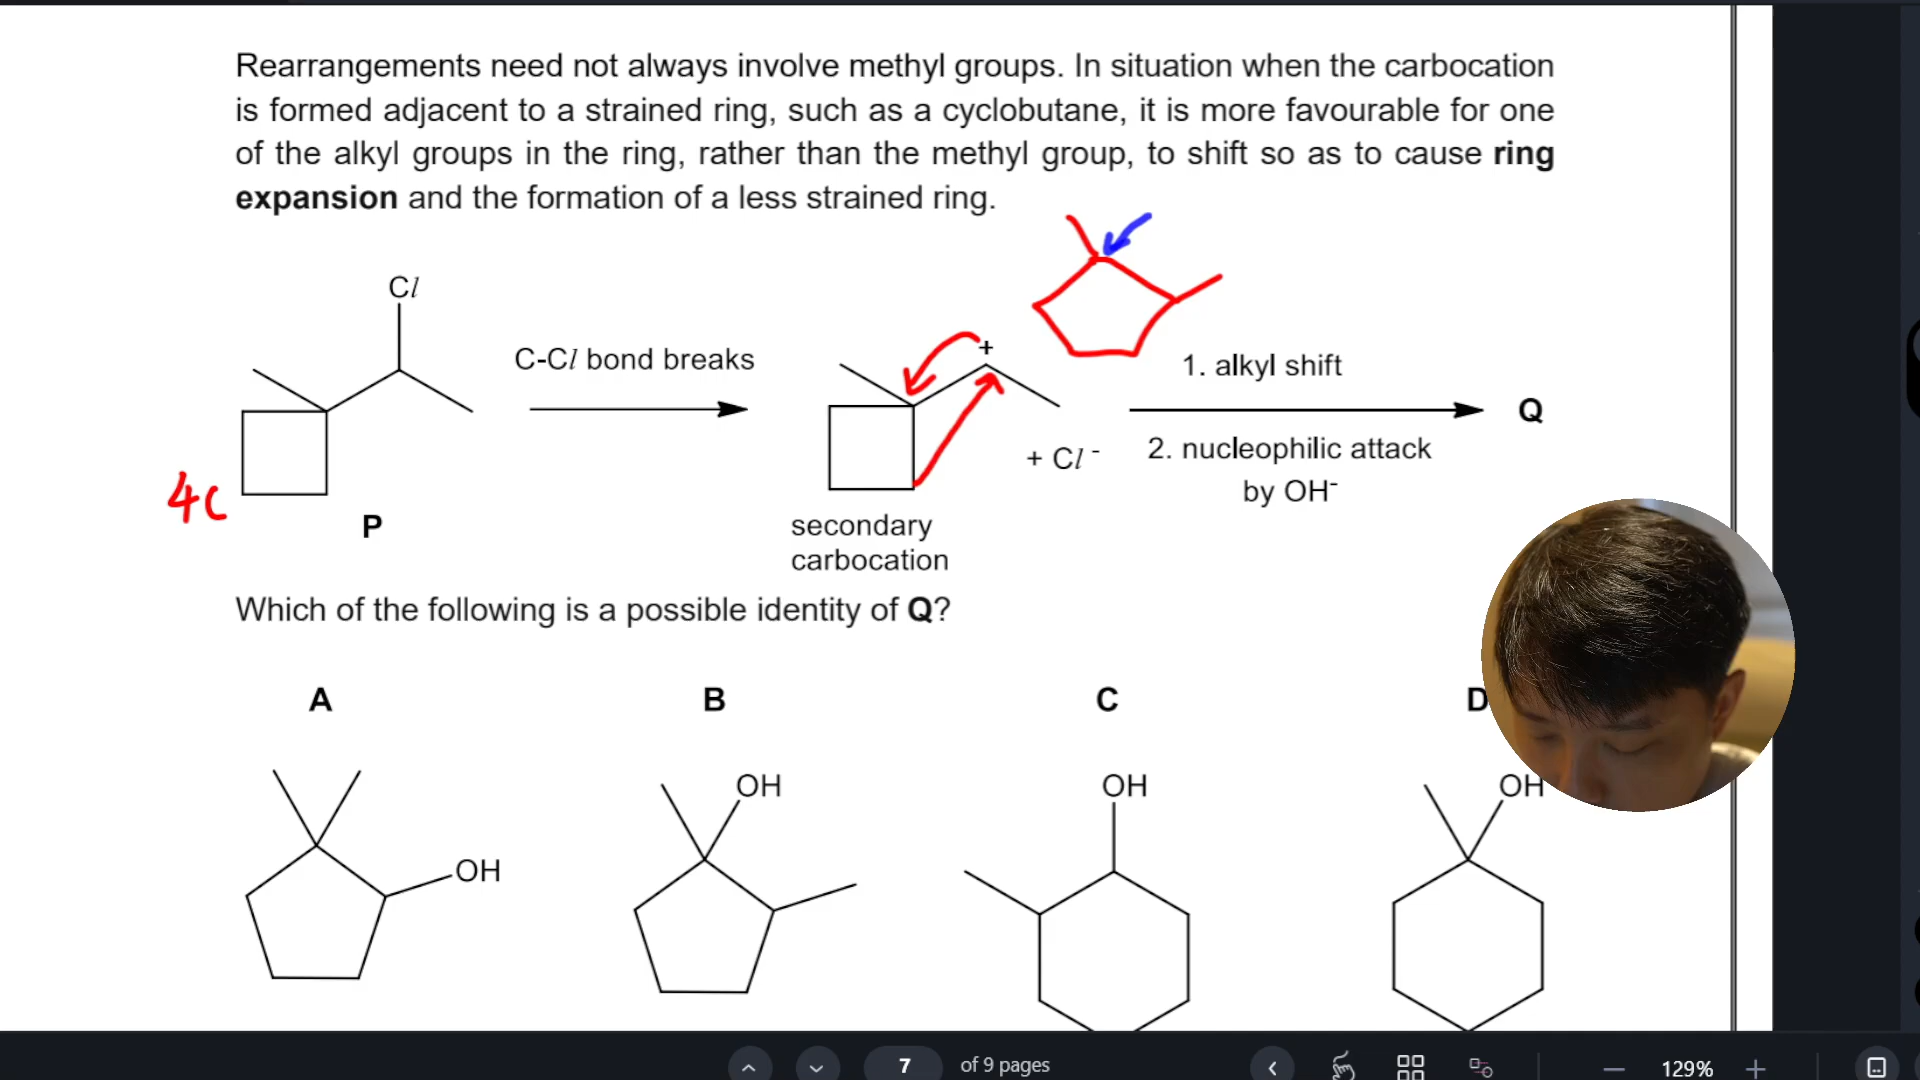 Rearrangements need not always involve methyl groups. In situation when the carbocation
is formed adjacent to a strained ring, such as a cyclobutane, it is more favourable for one
of the alkyl groups in the ring, rather than the methyl group, to shift so as to cause ring
expansion and the formation of a less strained ring.
Cl
C-Cl bond breaks
+
1. alkyl shift
Q
+ Cl -
2. nucleophilic attack
by OH-
4C
P
secondary
carbocation
Which of the following is a possible identity of Q?
A
B
C
D
OH
OH
OH
OH
7
of 9 pages
129%